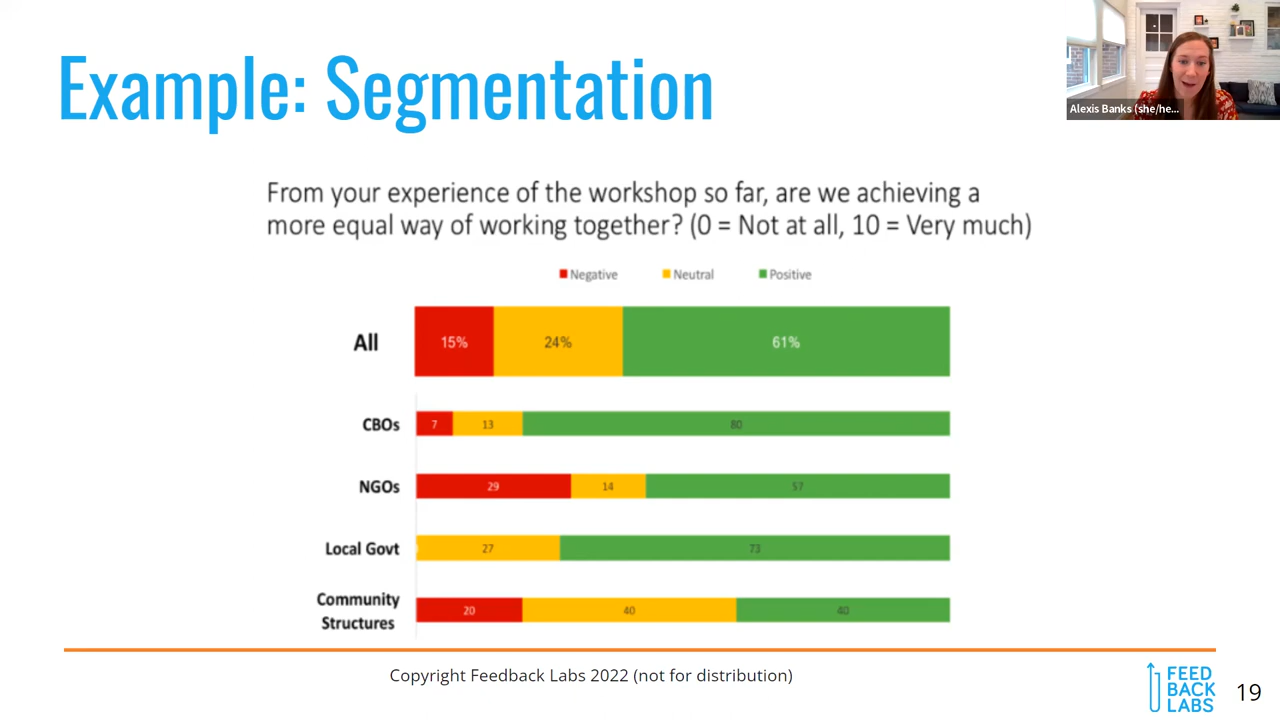 Example: Segmentation
Alexis Banks (she/he...
From your experience of the workshop so far, are we achieving a
more equal way of working together? (0 = Not at all, 10 = Very much)
Negative Neutral Positive
All 15% 24% 61%
CBOs 7 13 80
NGOs 29 14 57
Local Govt 27 73
Community
Structures 20 40 40
Copyright Feedback Labs 2022 (not for distribution)
FEED
BACK
LABS
19